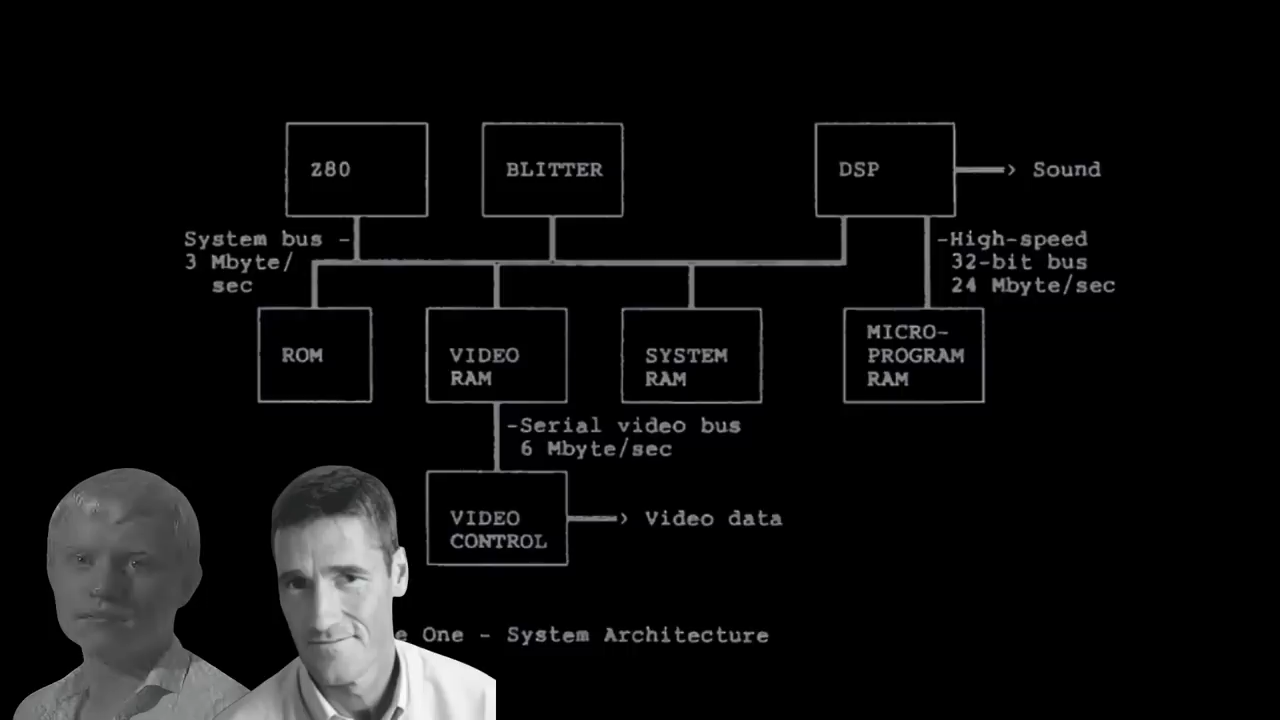 Z80
BLITTER
DSP
Sound
System bus -
3 Mbyte/
sec
-High-speed
32-bit bus
24 Mbyte/sec
ROM
VIDEO
RAM
SYSTEM
RAM
MICRO-
PROGRAM
RAM
-Serial video bus
6 Mbyte/sec
VIDEO
CONTROL
Video data
e One - System Architecture